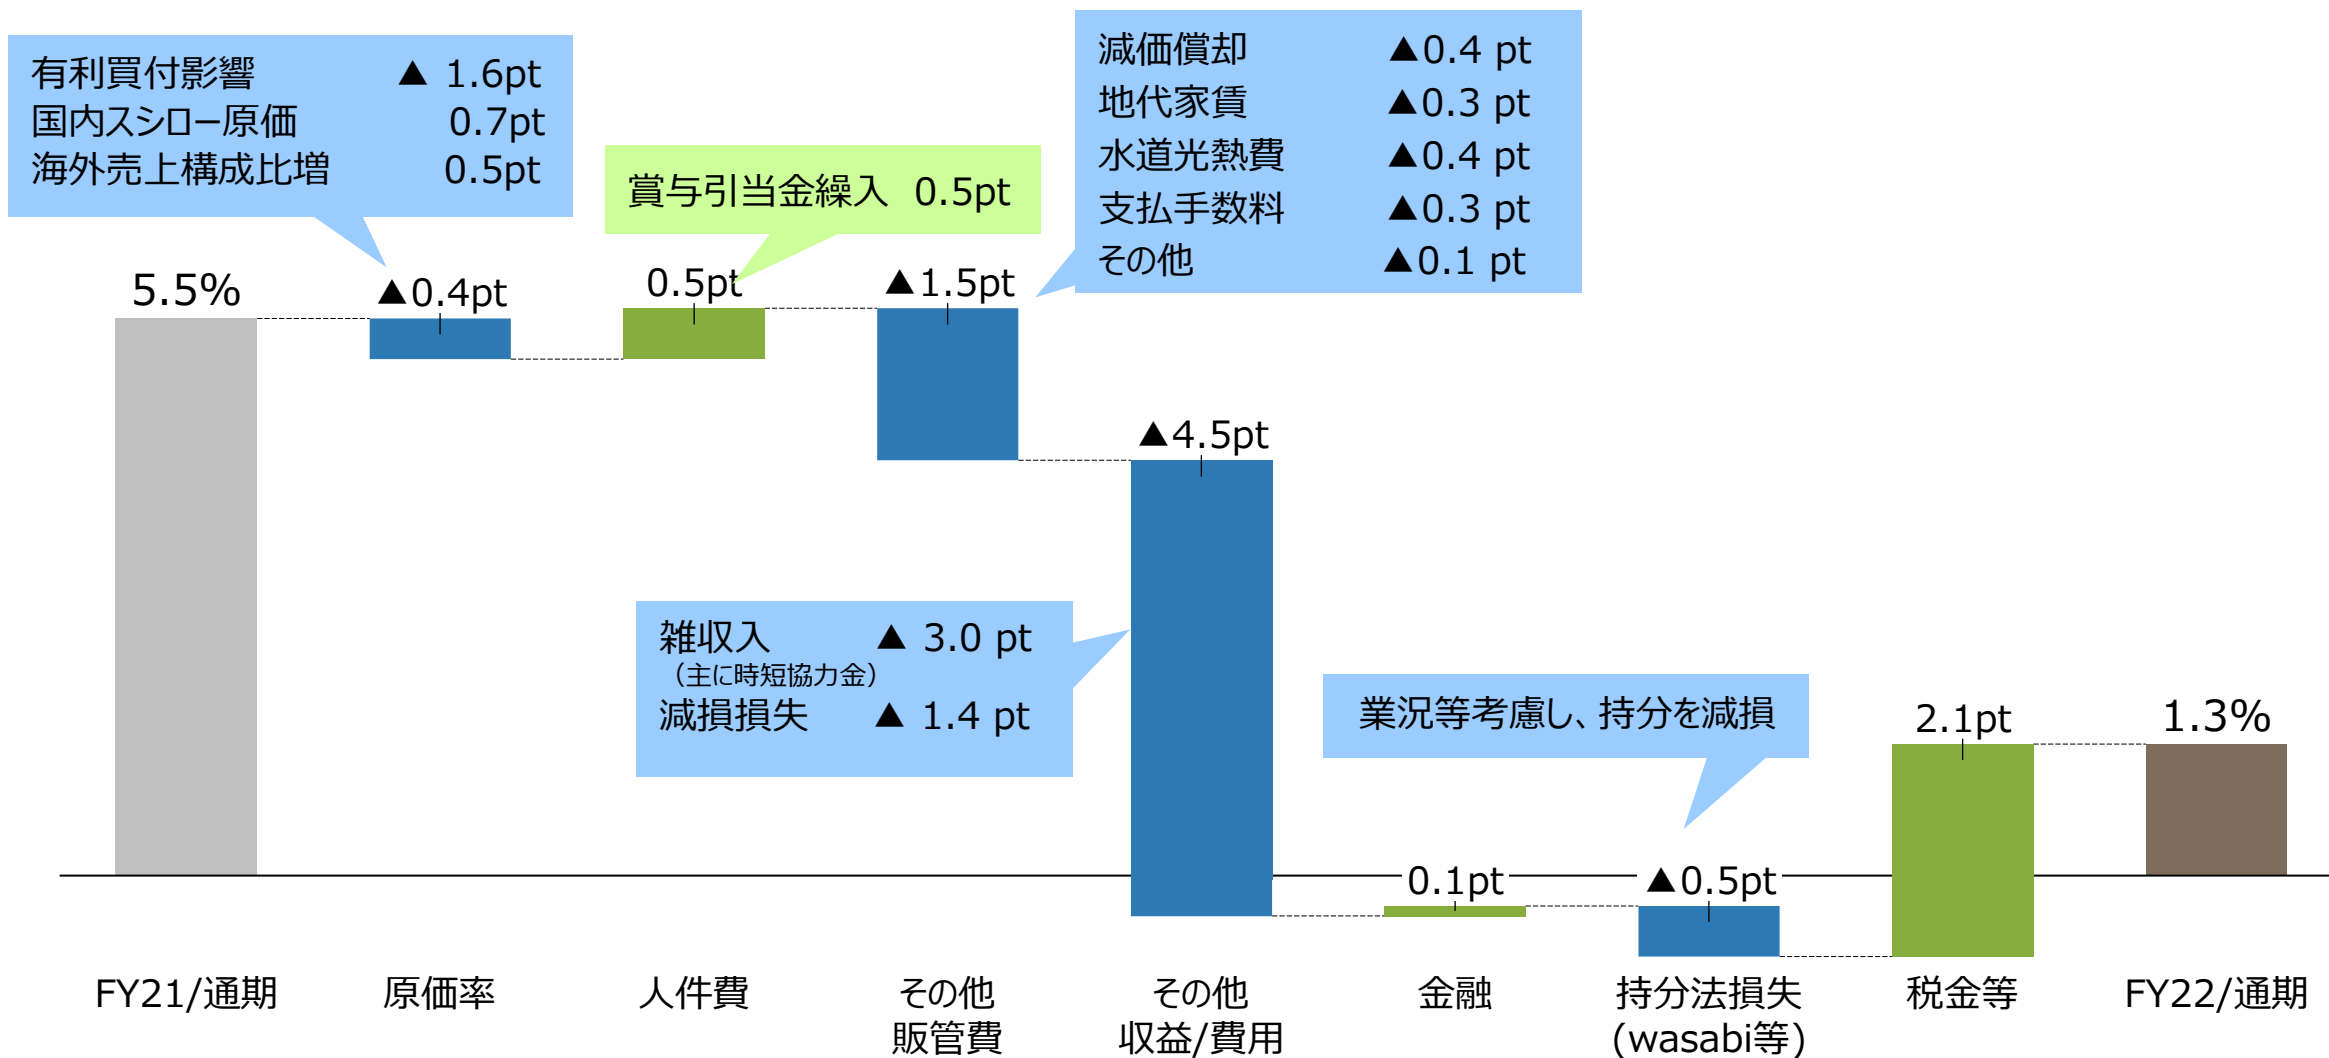 有利買付影響 ▲ 1.6pt
国内スシロー原価 0.7pt
海外売上構成比増 0.5pt
賞与引当金繰入 0.5pt
減価償却 ▲0.4 pt
地代家賃 ▲0.3 pt
水道光熱費 ▲0.4 pt
支払手数料 ▲0.3 pt
その他 ▲0.1 pt
5.5%
▲0.4pt
0.5pt
▲1.5pt
▲4.5pt
雑収入 ▲ 3.0 pt
（主に時短協力金）
減損損失 ▲ 1.4 pt
業況等考慮し、持分を減損
0.1pt
▲0.5pt
2.1pt
1.3%
FY21/通期
原価率
人件費
その他
販管費
その他
収益/費用
金融
持分法損失
(wasabi等)
税金等
FY22/通期